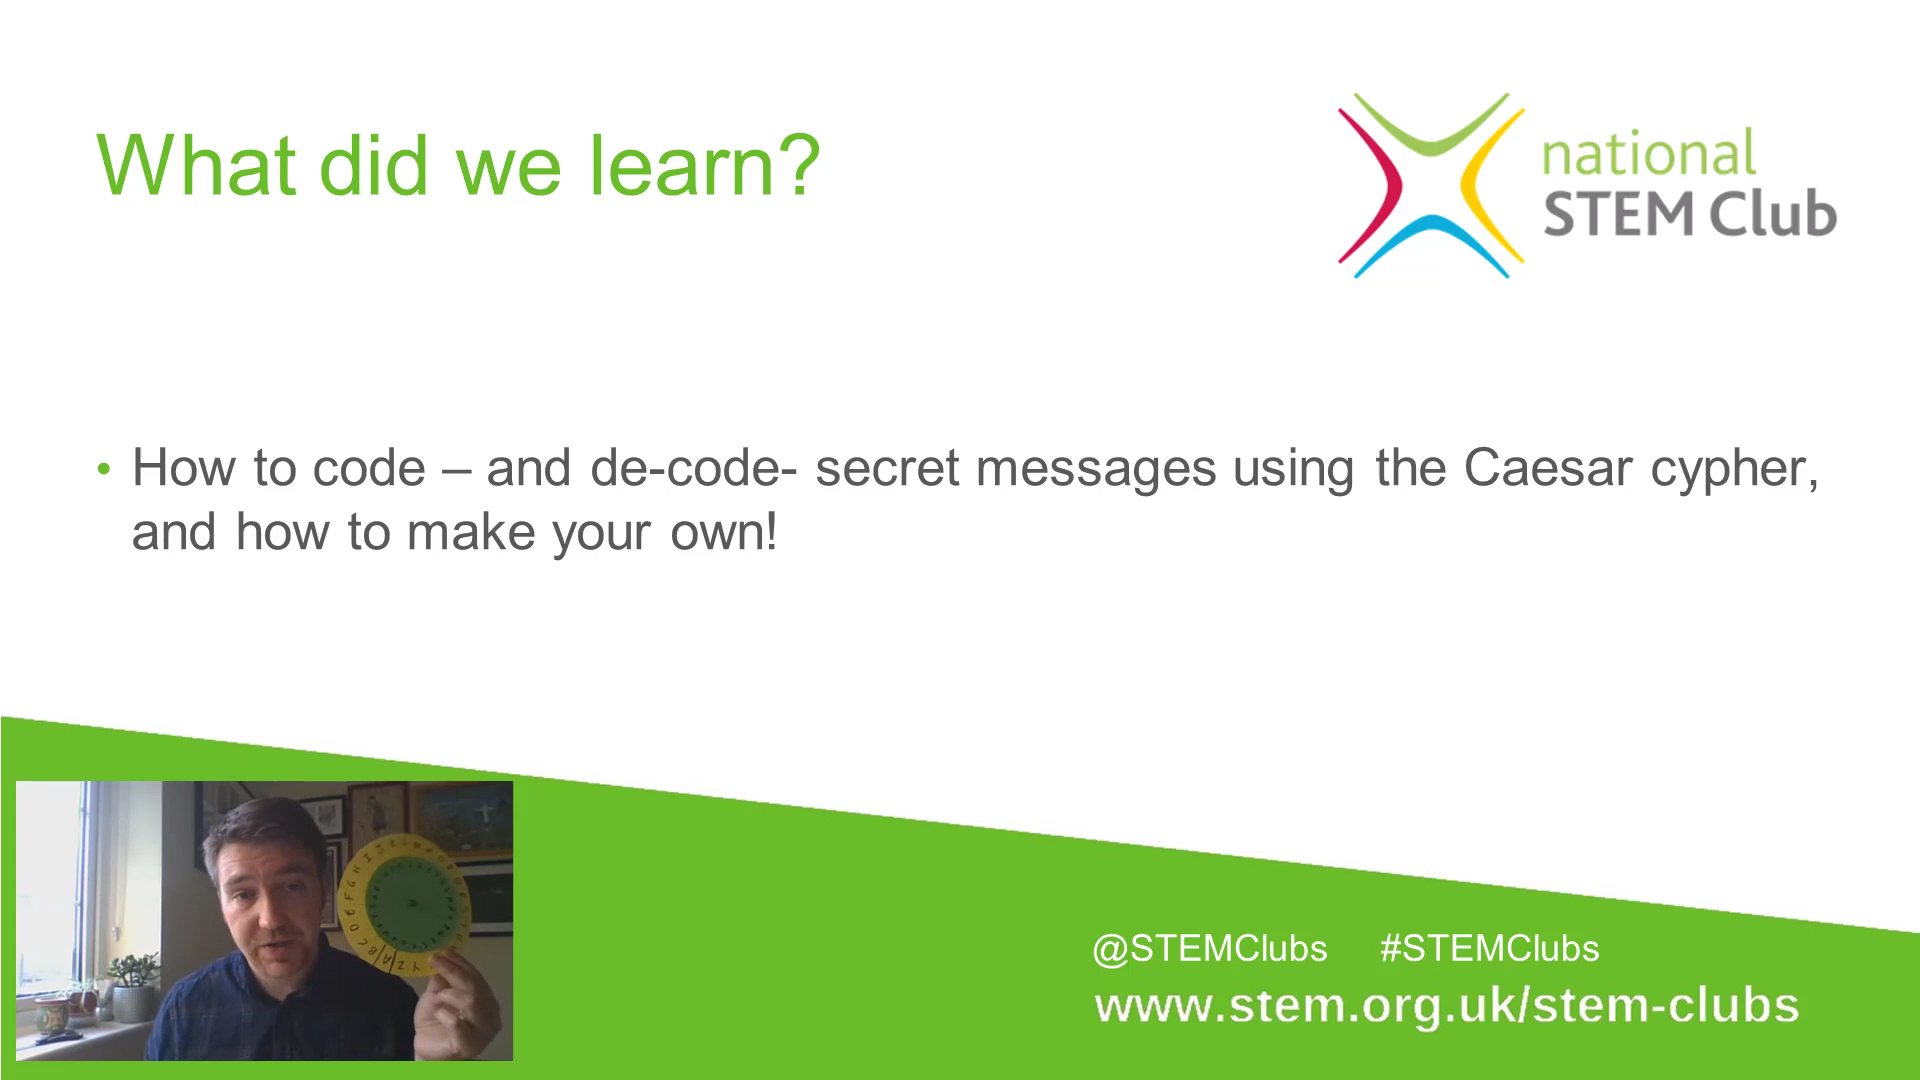 What did we learn?
national
STEM Club
• How to code – and de-code- secret messages using the Caesar cypher,
and how to make your own!
@STEMClubs #STEMClubs
www.stem.org.uk/stem-clubs